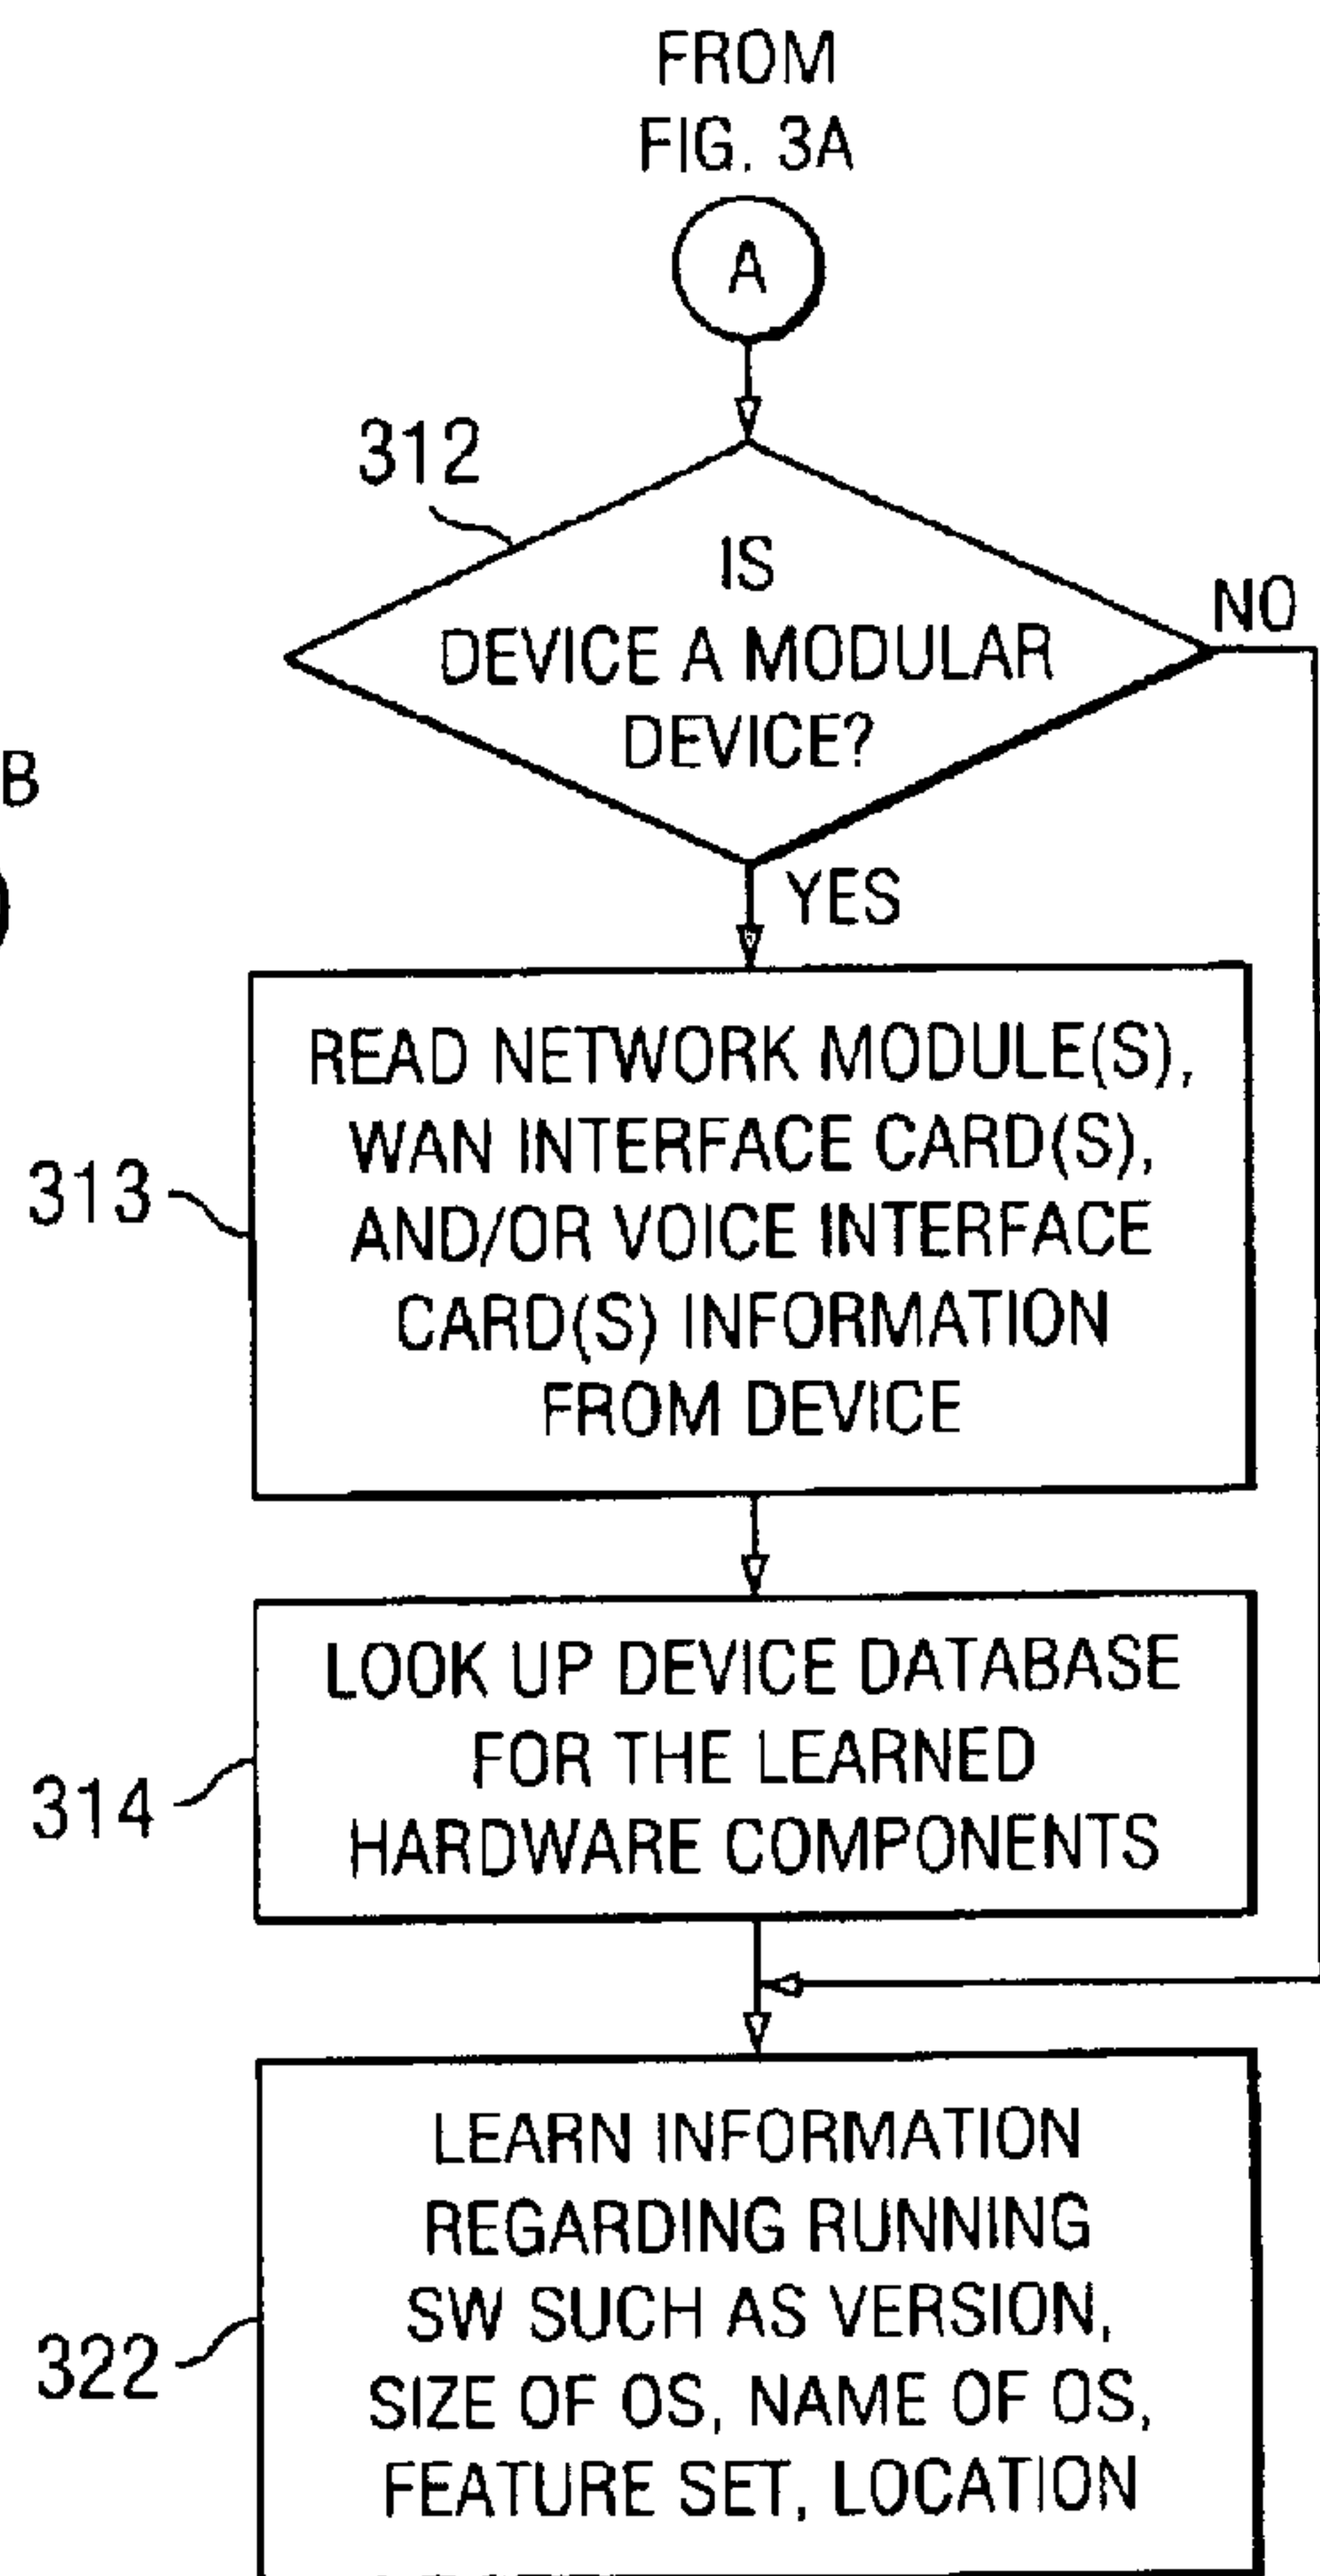 FROM
FIG. 3A
A
312
IS
DEVICE A MODULAR
DEVICE?
NO
B
YES
READ NETWORK MODULE(S),
WAN INTERFACE CARD(S),
AND/OR VOICE INTERFACE
CARD(S) INFORMATION
FROM DEVICE
313
LOOK UP DEVICE DATABASE
FOR THE LEARNED
HARDWARE COMPONENTS
314
LEARN INFORMATION
REGARDING RUNNING
SW SUCH AS VERSION,
SIZE OF OS, NAME OF OS,
FEATURE SET, LOCATION
322